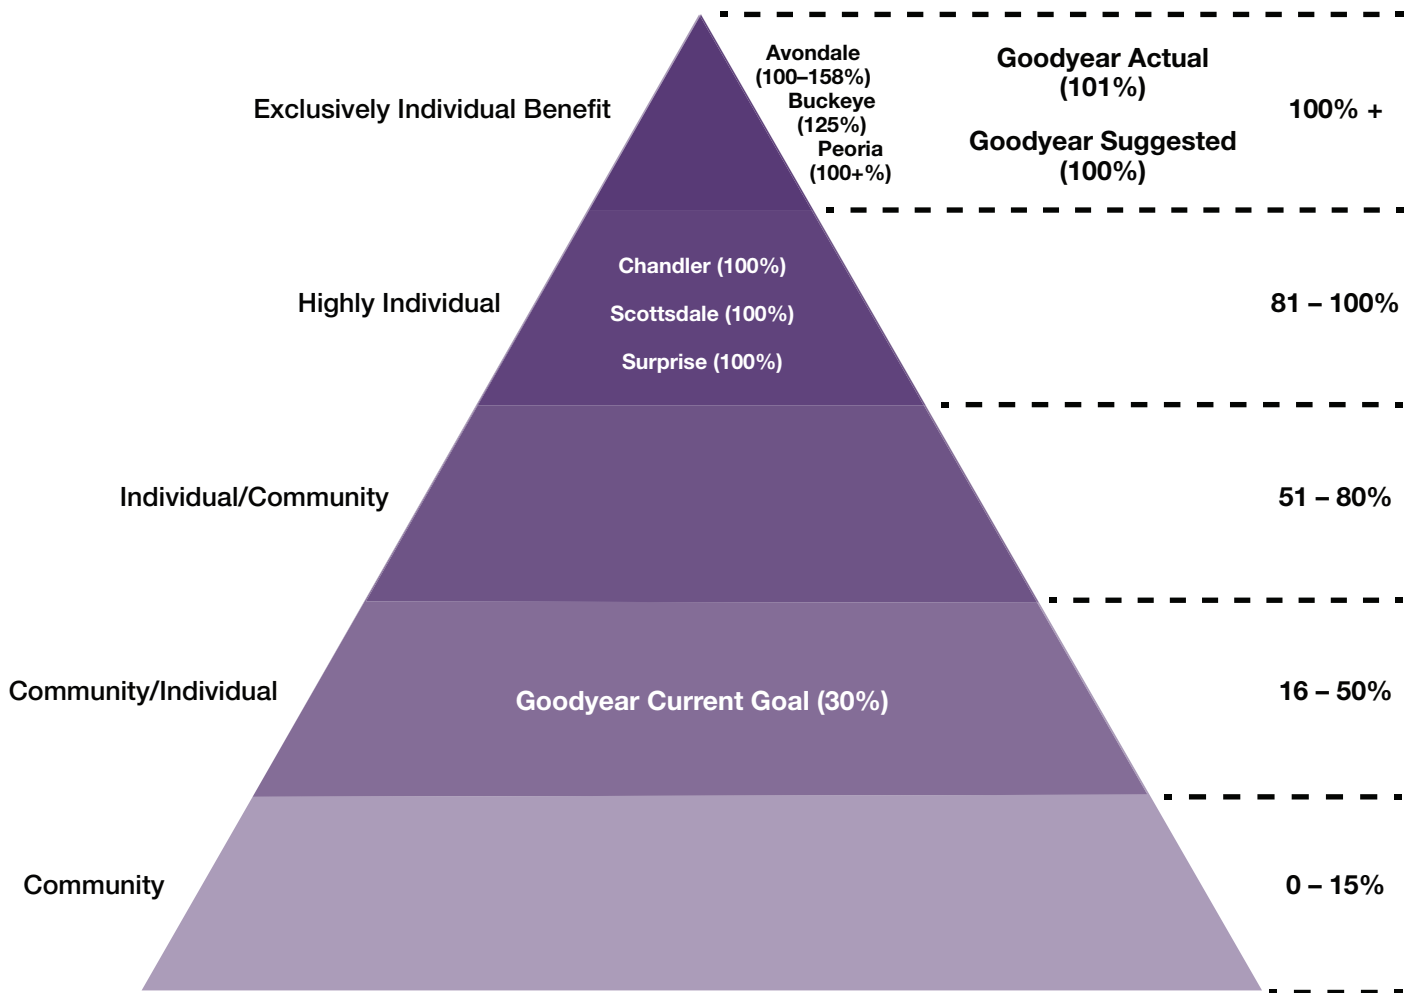 Exclusively Individual Benefit
Avondale
(100–158%)
Buckeye
(125%)
Peoria
(100+%)
Goodyear Actual
(101%)
Goodyear Suggested
(100%)
100% +
Highly Individual
Chandler (100%)
Scottsdale (100%)
Surprise (100%)
81 – 100%
Individual/Community
51 – 80%
Community/Individual
Goodyear Current Goal (30%)
16 – 50%
Community
0 – 15%